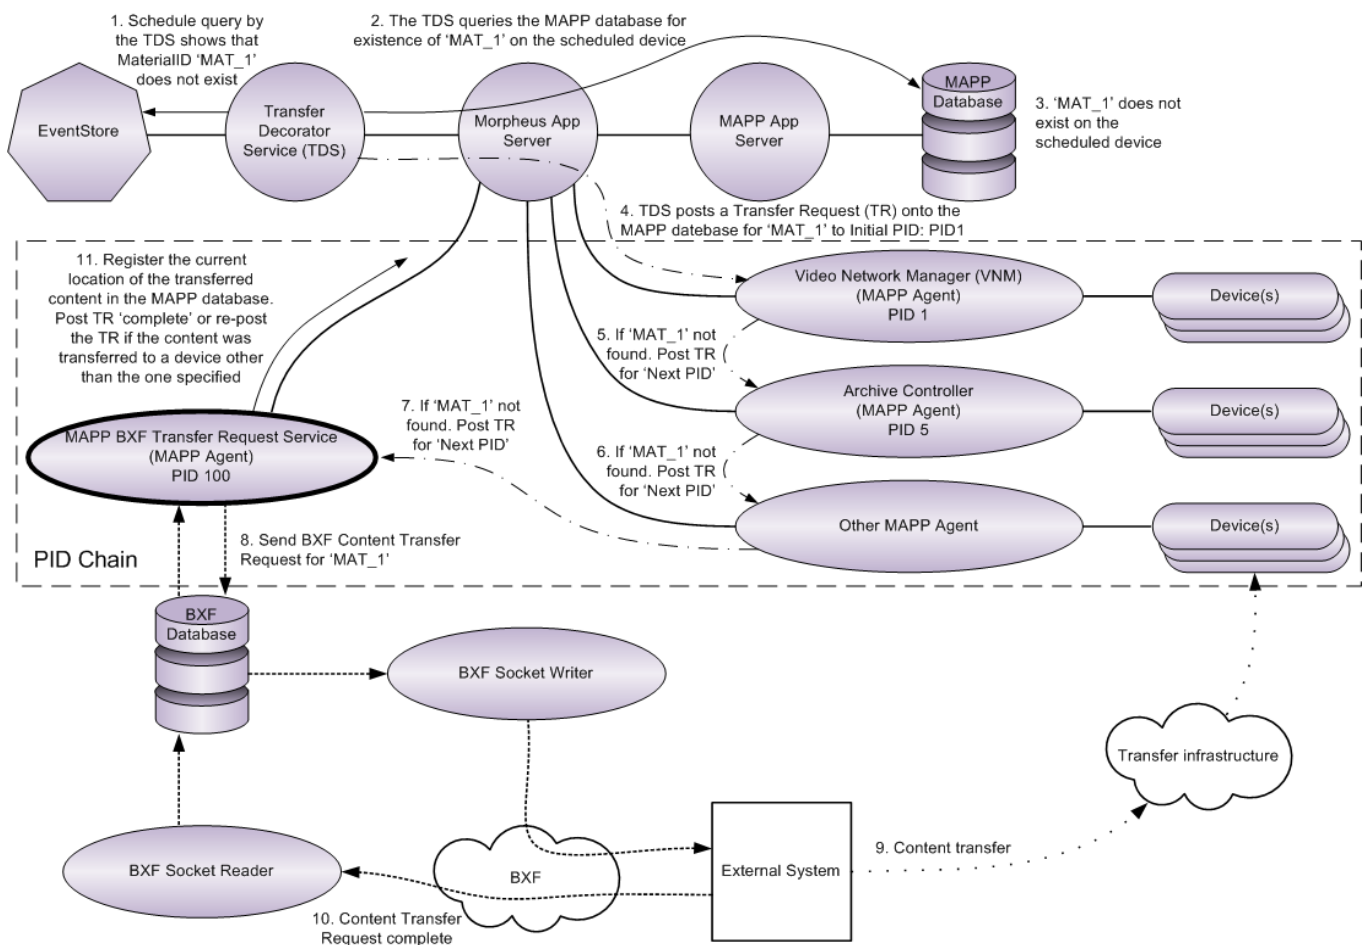 1. Schedule query by
the TDS shows that
MaterialID ‘MAT_1’
does not exist
2. The TDS queries the MAPP database for
existence of ‘MAT_1’ on the scheduled device
EventStore
Transfer
Decorator
Service (TDS)
Morpheus App
Server
MAPP App
Server
MAPP
Database
3. ‘MAT_1’ does not
exist on the
scheduled device
4. TDS posts a Transfer Request (TR) onto the
MAPP datebase for ‘MAT_1’ to Initial PID: PID1
11. Register the current
location of the transferred
content in the MAPP database.
Post TR ‘complete’ or re-post
the TR if the content was
transferred to a device other
than the one specified
Video Network Manager (VNM)
(MAPP Agent)
PID 1
Device(s)
5. If ‘MAT_1’ not
found. Post TR
for ‘Next PID’
Archive Controller
(MAPP Agent)
PID 5
Device(s)
7. If ‘MAT_1’ not
found. Post TR
for ‘Next PID’
MAPP BXF Transfer Request Service
(MAPP Agent)
PID 100
6. If ‘MAT_1’ not
found. Post TR
for ‘Next PID’
Other MAPP Agent
Device(s)
PID Chain
8. Send BXF Content Transfer
Request for ‘MAT_1’
BXF
Database
BXF Socket Writer
Transfer infrastructure
BXF Socket Reader
BXF
External System
9. Content transfer
10. Content Transfer
Request complete